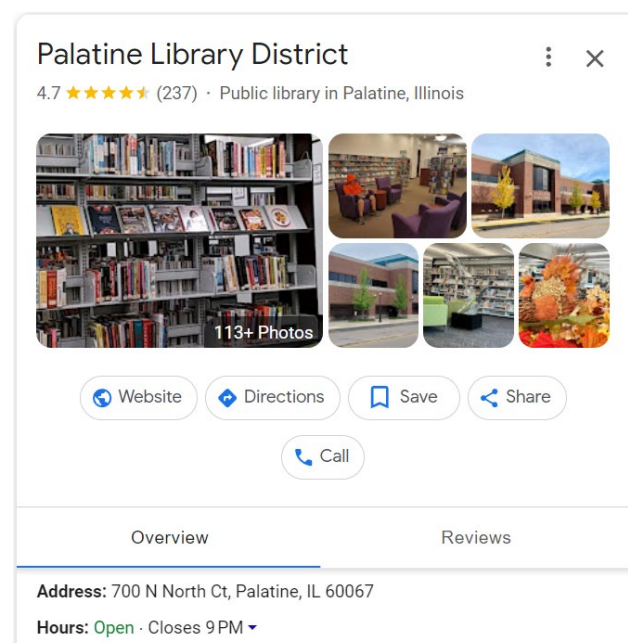 Palatine Library District
4.7 (237) · Public library in Palatine, Illinois
113+ Photos
Website
Directions
Save
Share
Call
Overview
Reviews
Address: 700 N North Ct, Palatine, IL 60067
Hours: Open · Closes 9 PM